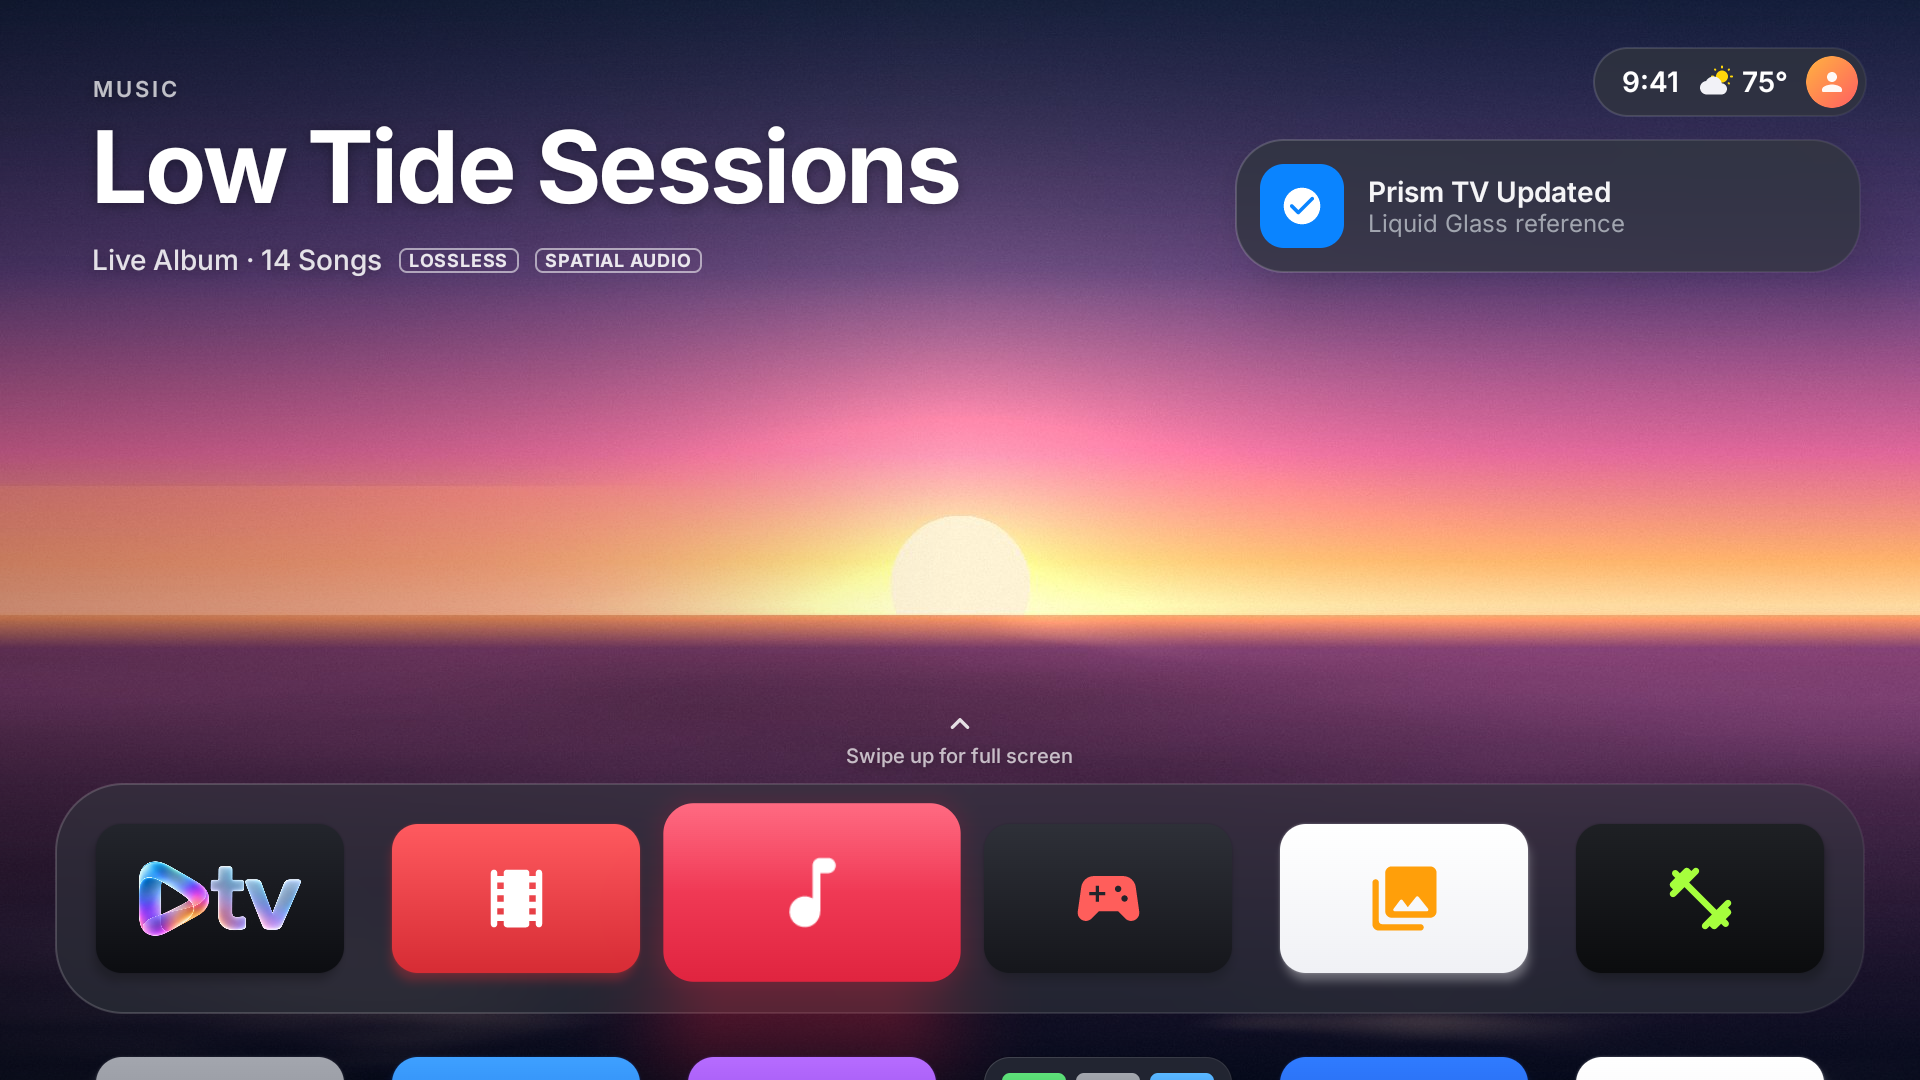 MUSIC
Low Tide Sessions
Live Album · 14 Songs LOSSLESS SPATIAL AUDIO
9:41 75°
Prism TV Updated
Liquid Glass reference
Swipe up for full screen
tv